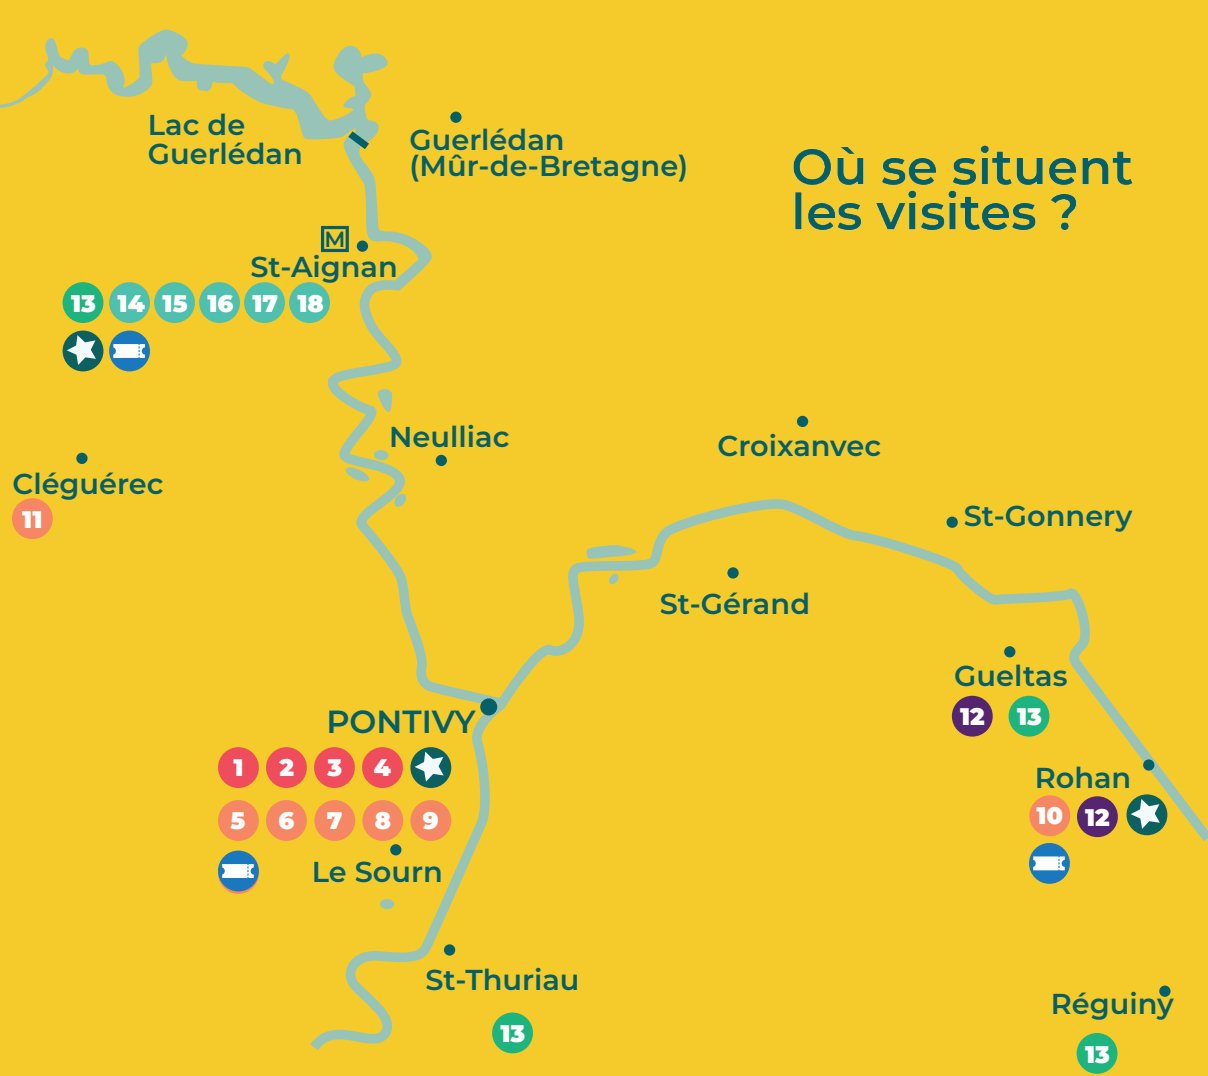 Lac de
Guerlédan
Guerlédan
(Mûr-de-Bretagne)
Où se situent
les visites ?
M
St-Aignan
13 14 15 16 17 18
Neulliac
Croixanvec
Cléguérec
11
St-Gonnery
St-Gérand
Gueltas
12 13
PONTIVY
1 2 3 4
5 6 7 8 9
Rohan
10 12
Le Sourn
St-Thuriau
13
Réguiny
13